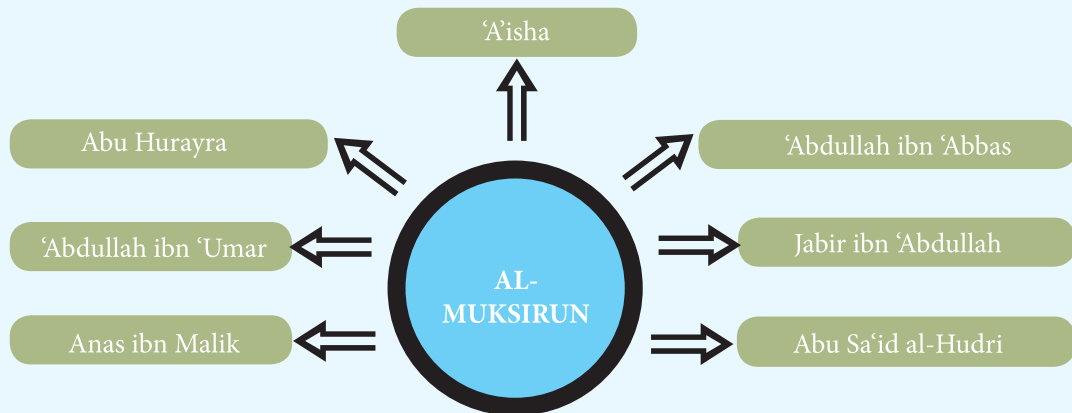 ‘A’isha
Abu Hurayra
‘Abdullah ibn ‘Abbas
‘Abdullah ibn ‘Umar
Jabir ibn ‘Abdullah
AL-
MUKSIRUN
Anas ibn Malik
Abu Sa‘id al-Hudri